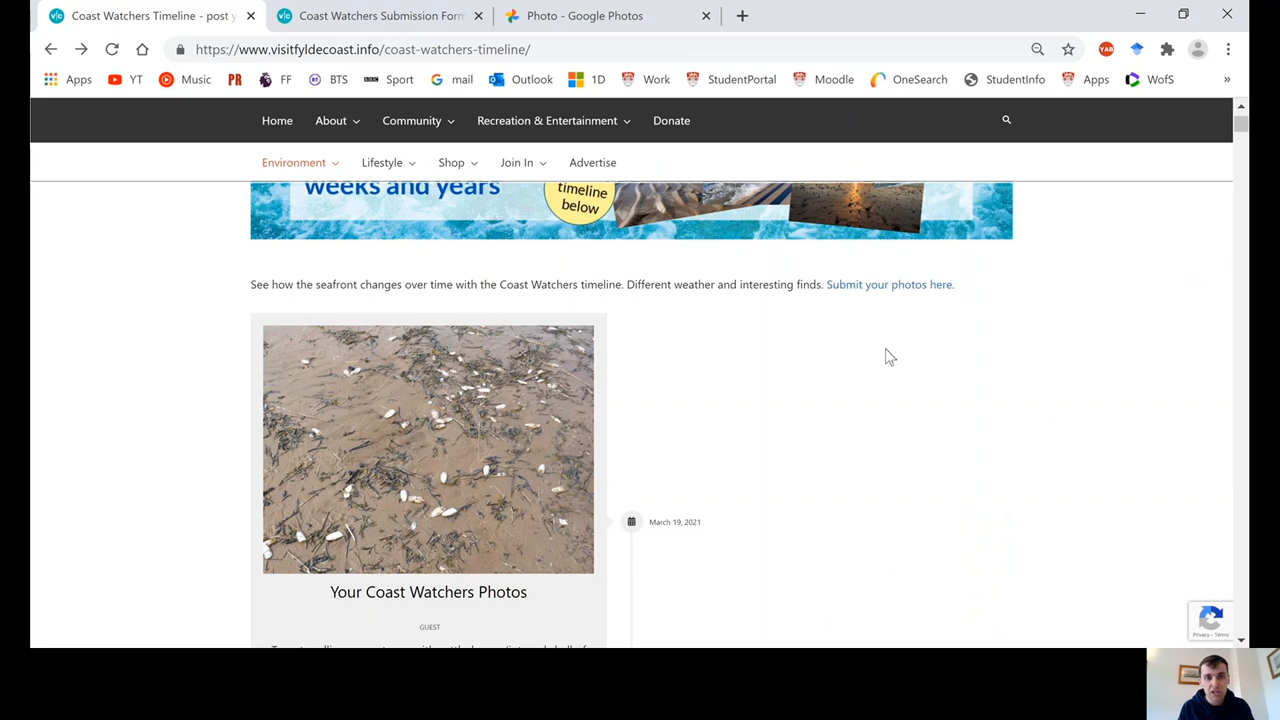 Coast Watchers Timeline - post y
Coast Watchers Submission Form
Photo - Google Photos
https://www.visitfyldecoast.info/coast-watchers-timeline/
Apps YT Music FF BTS Sport mail Outlook 1D Work StudentPortal Moodle OneSearch StudentInfo Apps WofS »
Home About Community Recreation & Entertainment Donate
Environment Lifestyle Shop Join In Advertise
weeks and years
timeline
below
See how the seafront changes over time with the Coast Watchers timeline. Different weather and interesting finds. Submit your photos here.
March 19, 2021
Your Coast Watchers Photos
GUEST
Privacy - Terms